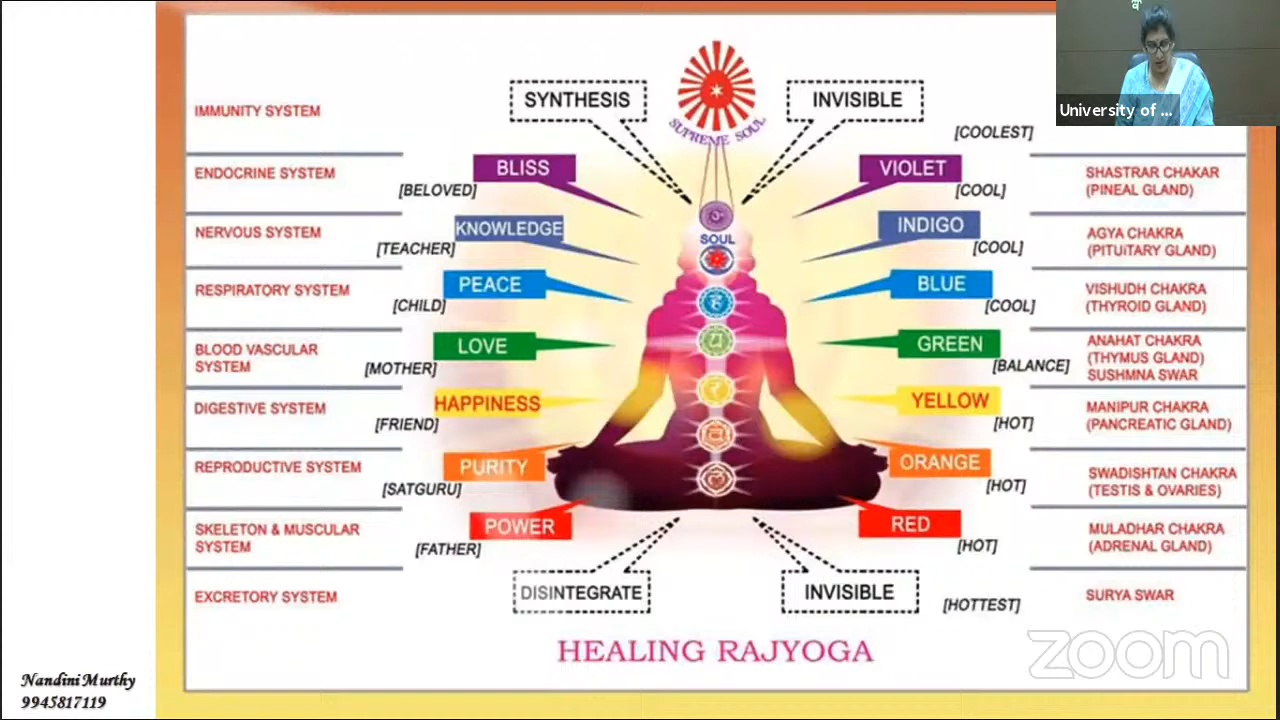 University of ...
IMMUNITY SYSTEM
SYNTHESIS
SUPREME SOUL
INVISIBLE
[COOLEST]
ENDOCRINE SYSTEM
[BELOVED]
BLISS
VIOLET
[COOL]
SHASTRAR CHAKAR
(PINEAL GLAND)
NERVOUS SYSTEM
[TEACHER]
KNOWLEDGE
SOUL
INDIGO
[COOL]
AGYA CHAKRA
(PITUiTARY GLAND)
RESPIRATORY SYSTEM
[CHILD]
PEACE
BLUE
[COOL]
VISHUDH CHAKRA
(THYROID GLAND)
BLOOD VASCULAR
SYSTEM
[MOTHER]
LOVE
GREEN
[BALANCE]
ANAHAT CHAKRA
(THYMUS GLAND)
SUSHMNA SWAR
DIGESTIVE SYSTEM
[FRIEND]
HAPPINESS
YELLOW
[HOT]
MANIPUR CHAKRA
(PANCREATIC GLAND)
REPRODUCTIVE SYSTEM
[SATGURU]
PURITY
ORANGE
[HOT]
SWADISHTAN CHAKRA
(TESTIS & OVARIES)
SKELETON & MUSCULAR
SYSTEM
[FATHER]
POWER
RED
[HOT]
MULADHAR CHAKRA
(ADRENAL GLAND)
EXCRETORY SYSTEM
DISINTEGRATE
INVISIBLE
[HOTTEST]
SURYA SWAR
HEALING RAJYOGA
zoom
Nandini Murthy
9945817119